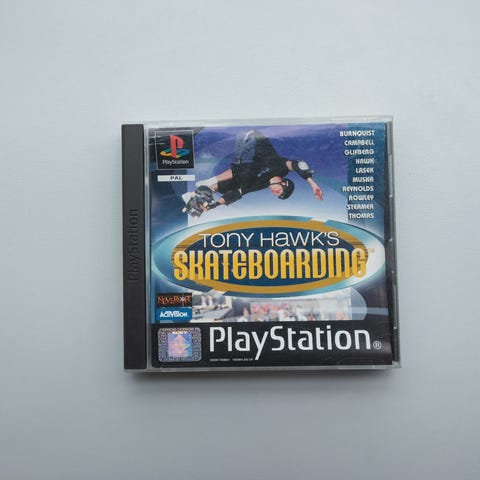 PlayStation
PlayStation
PAL
BURNQUIST
CAMPBELL
GLIFBERG
HAWK
LASEK
MUSKA
REYNOLDS
ROWLEY
STEAMER
THOMAS
TONY HAWK'S
SKATEBOARDING
NEVERSOFT
ACTIVISION
SONY
PlayStation®